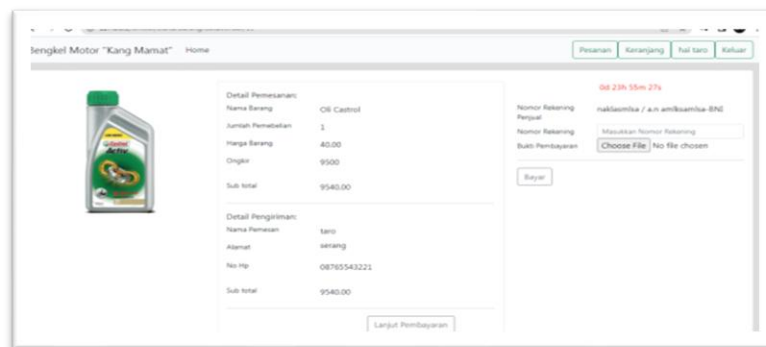 Bengkel Motor "Kang Mamat" Home
Pesanan Keranjang hai taro Keluar
Castrol
Activ
Detail Pemesanan:
Nama Barang Oli Castrol
Jumlah Pemebelian 1
Harga Barang 40.00
Ongkir 9500
Sub total 9540.00
Detail Pengiriman:
Nama Pemesan taro
Alamat serang
No Hp 08765543221
Sub total 9540.00
Lanjut Pembayaran
0d 23h 55m 27s
Nomor Rekening Penjual / a.n -BNI
Nomor Rekening Masukkan Nomor Rekening
Bukti Pembayaran Choose File No file chosen
Bayar